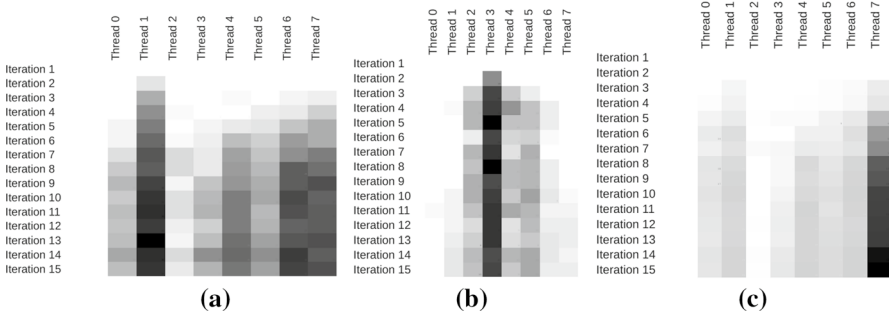 Thread 0
Thread 1
Thread 2
Thread 3
Thread 4
Thread 5
Thread 6
Thread 7
Iteration 1
Iteration 2
Iteration 3
Iteration 4
Iteration 5
Iteration 6
Iteration 7
Iteration 8
Iteration 9
Iteration 10
Iteration 11
Iteration 12
Iteration 13
Iteration 14
Iteration 15
(a)
Thread 0
Thread 1
Thread 2
Thread 3
Thread 4
Thread 5
Thread 6
Thread 7
Iteration 1
Iteration 2
Iteration 3
Iteration 4
Iteration 5
Iteration 6
Iteration 7
Iteration 8
Iteration 9
Iteration 10
Iteration 11
Iteration 12
Iteration 13
Iteration 14
Iteration 15
(b)
Thread 0
Thread 1
Thread 2
Thread 3
Thread 4
Thread 5
Thread 6
Thread 7
Iteration 1
Iteration 2
Iteration 3
Iteration 4
Iteration 5
Iteration 6
Iteration 7
Iteration 8
Iteration 9
Iteration 10
Iteration 11
Iteration 12
Iteration 13
Iteration 14
Iteration 15
(c)